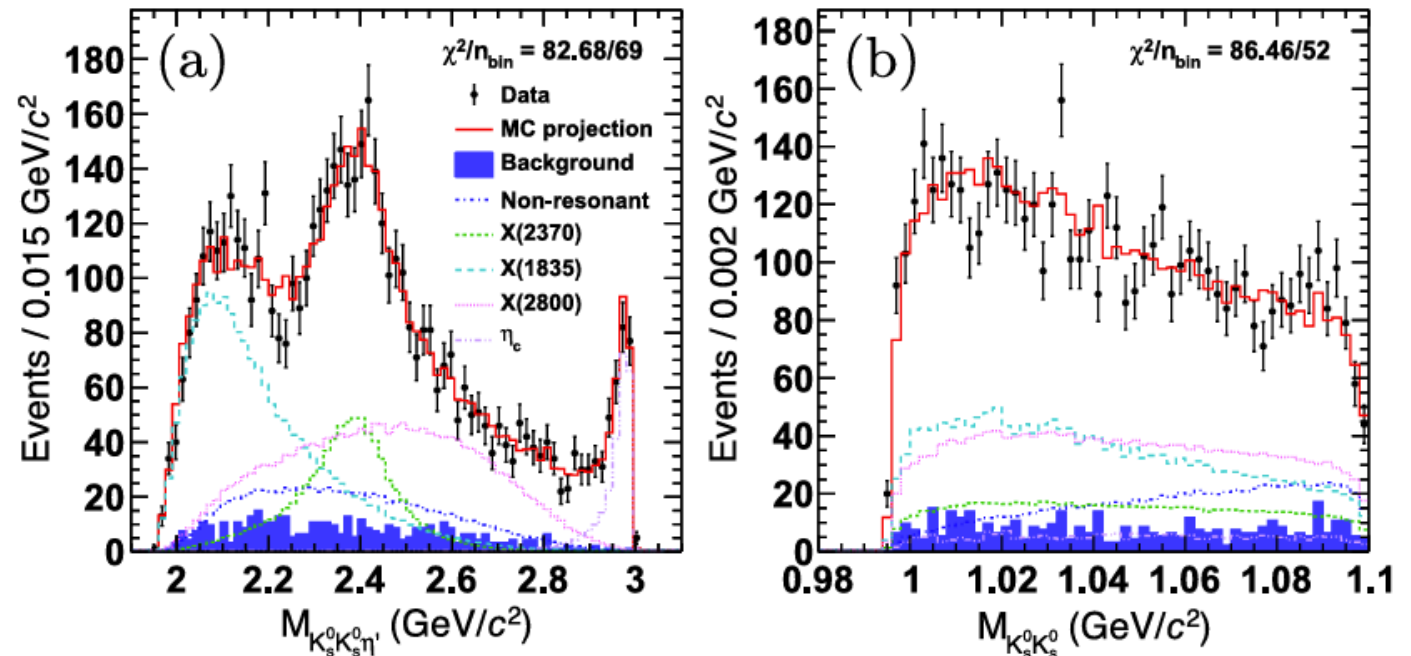 (a)
χ²/n_bin = 82.68/69
Data
MC projection
Background
Non-resonant
X(2370)
X(1835)
X(2800)
η_c
Events / 0.015 GeV/c²
180
160
140
120
100
80
60
40
20
0
2
2.2
2.4
2.6
2.8
3
M_{K_s^0 K_s^0 η'} (GeV/c²)
(b)
χ²/n_bin = 86.46/52
Events / 0.002 GeV/c²
180
160
140
120
100
80
60
40
20
0
0.98
1
1.02
1.04
1.06
1.08
1.1
M_{K_s^0 K_s^0} (GeV/c²)